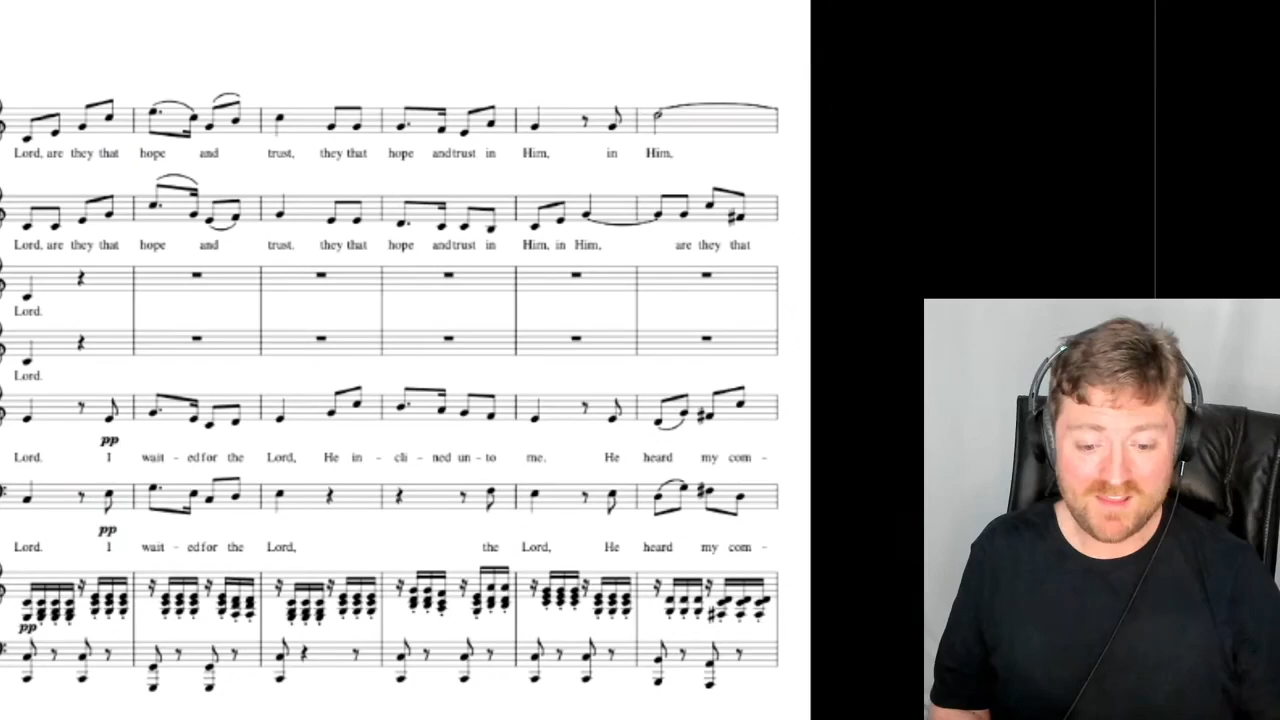 Lord, are they that hope and trust, they that hope and trust in Him, in Him,
Lord, are they that hope and trust. they that hope and trust in Him, in Him, are they that
Lord.
Lord.
pp
Lord. I wait - ed for the Lord, He in - cli - ned un - to me. He heard my com -
pp
Lord. I wait - ed for the Lord, the Lord, He heard my com -
pp